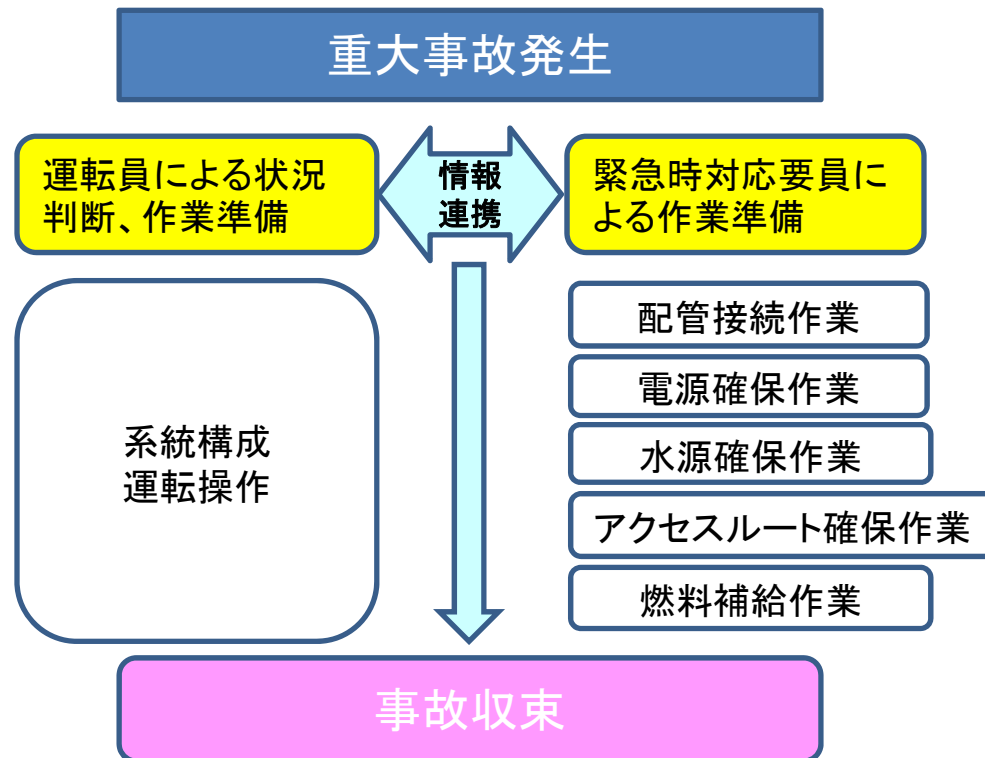 重大事故発生
運転員による状況
判断、作業準備
情報
連携
緊急時対応要員に
よる作業準備
系統構成
運転操作
配管接続作業
電源確保作業
水源確保作業
アクセスルート確保作業
燃料補給作業
事故収束